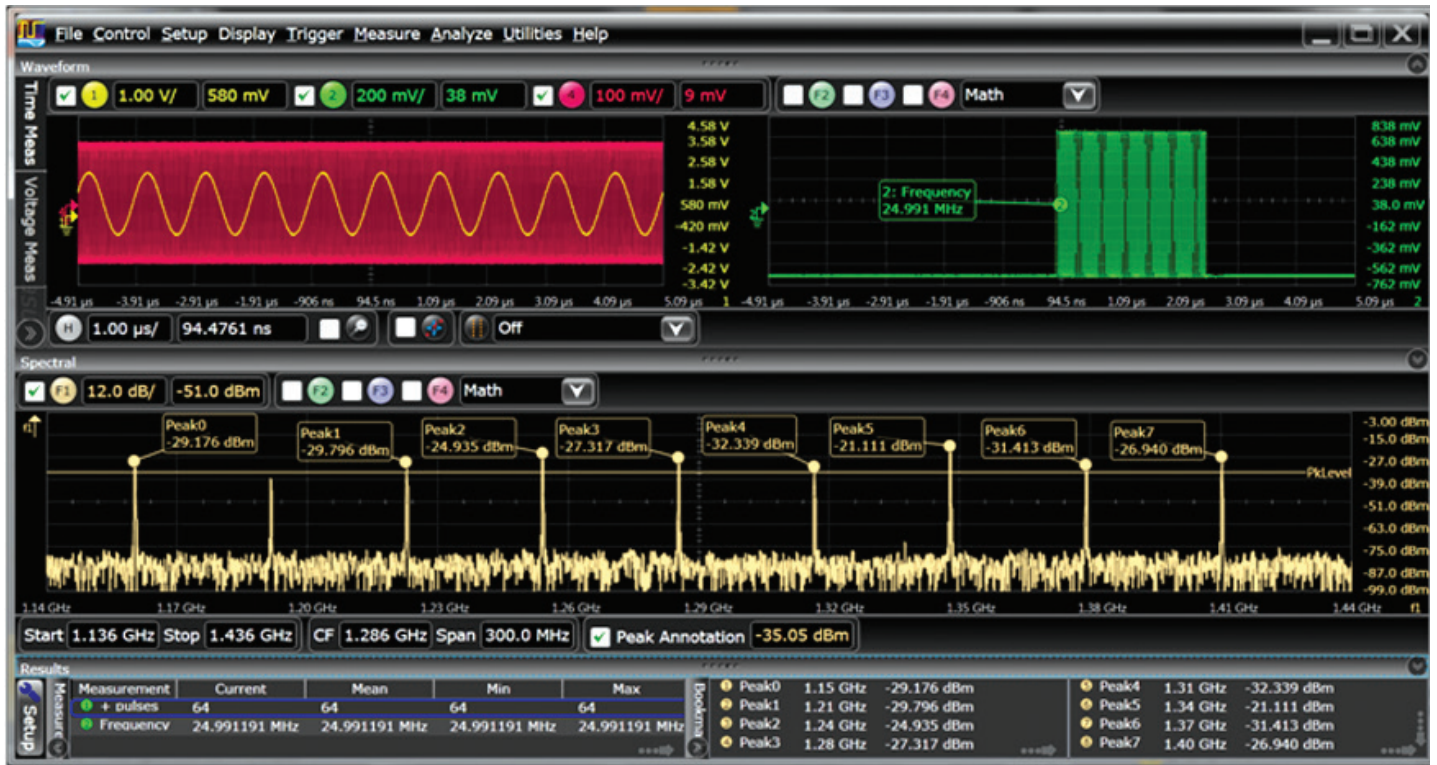 File Control Setup Display Trigger Measure Analyze Utilities Help
Waveform
Time Meas
Voltage Meas
1 1.00 V/ 580 mV 2 200 mV/ 38 mV 4 100 mV/ 9 mV
F2 F3 F4 Math
4.58 V
3.58 V
2.58 V
1.58 V
580 mV
-420 mV
-1.42 V
-2.42 V
-3.42 V
-4.91 µs -3.91 µs -2.91 µs -1.91 µs -906 ns 94.5 ns 1.09 µs 2.09 µs 3.09 µs 4.09 µs 5.09 µs 1
2: Frequency
24.991 MHz
2
838 mV
638 mV
438 mV
238 mV
38.0 mV
-162 mV
-362 mV
-562 mV
-762 mV
-4.91 µs -3.91 µs -2.91 µs -1.91 µs -906 ns 94.5 ns 1.09 µs 2.09 µs 3.09 µs 4.09 µs 5.09 µs 2
H 1.00 µs/ 94.4761 ns Off
Spectral
F1 12.0 dB/ -51.0 dBm F2 F3 F4 Math
f1
Peak0
-29.176 dBm
Peak1
-29.796 dBm
Peak2
-24.935 dBm
Peak3
-27.317 dBm
Peak4
-32.339 dBm
Peak5
-21.111 dBm
Peak6
-31.413 dBm
Peak7
-26.940 dBm
PkLevel
-3.00 dBm
-15.0 dBm
-27.0 dBm
-39.0 dBm
-51.0 dBm
-63.0 dBm
-75.0 dBm
-87.0 dBm
-99.0 dBm
1.14 GHz 1.17 GHz 1.20 GHz 1.23 GHz 1.26 GHz 1.29 GHz 1.32 GHz 1.35 GHz 1.38 GHz 1.41 GHz 1.44 GHz f1
Start 1.136 GHz Stop 1.436 GHz CF 1.286 GHz Span 300.0 MHz Peak Annotation -35.05 dBm
Results
Setup
Measure
Measurement Current Mean Min Max
+ pulses 64 64 64 64
Frequency 24.991191 MHz 24.991191 MHz 24.991191 MHz 24.991191 MHz
Bookma
Peak0 1.15 GHz -29.176 dBm
Peak1 1.21 GHz -29.796 dBm
Peak2 1.24 GHz -24.935 dBm
Peak3 1.28 GHz -27.317 dBm
Peak4 1.31 GHz -32.339 dBm
Peak5 1.34 GHz -21.111 dBm
Peak6 1.37 GHz -31.413 dBm
Peak7 1.40 GHz -26.940 dBm